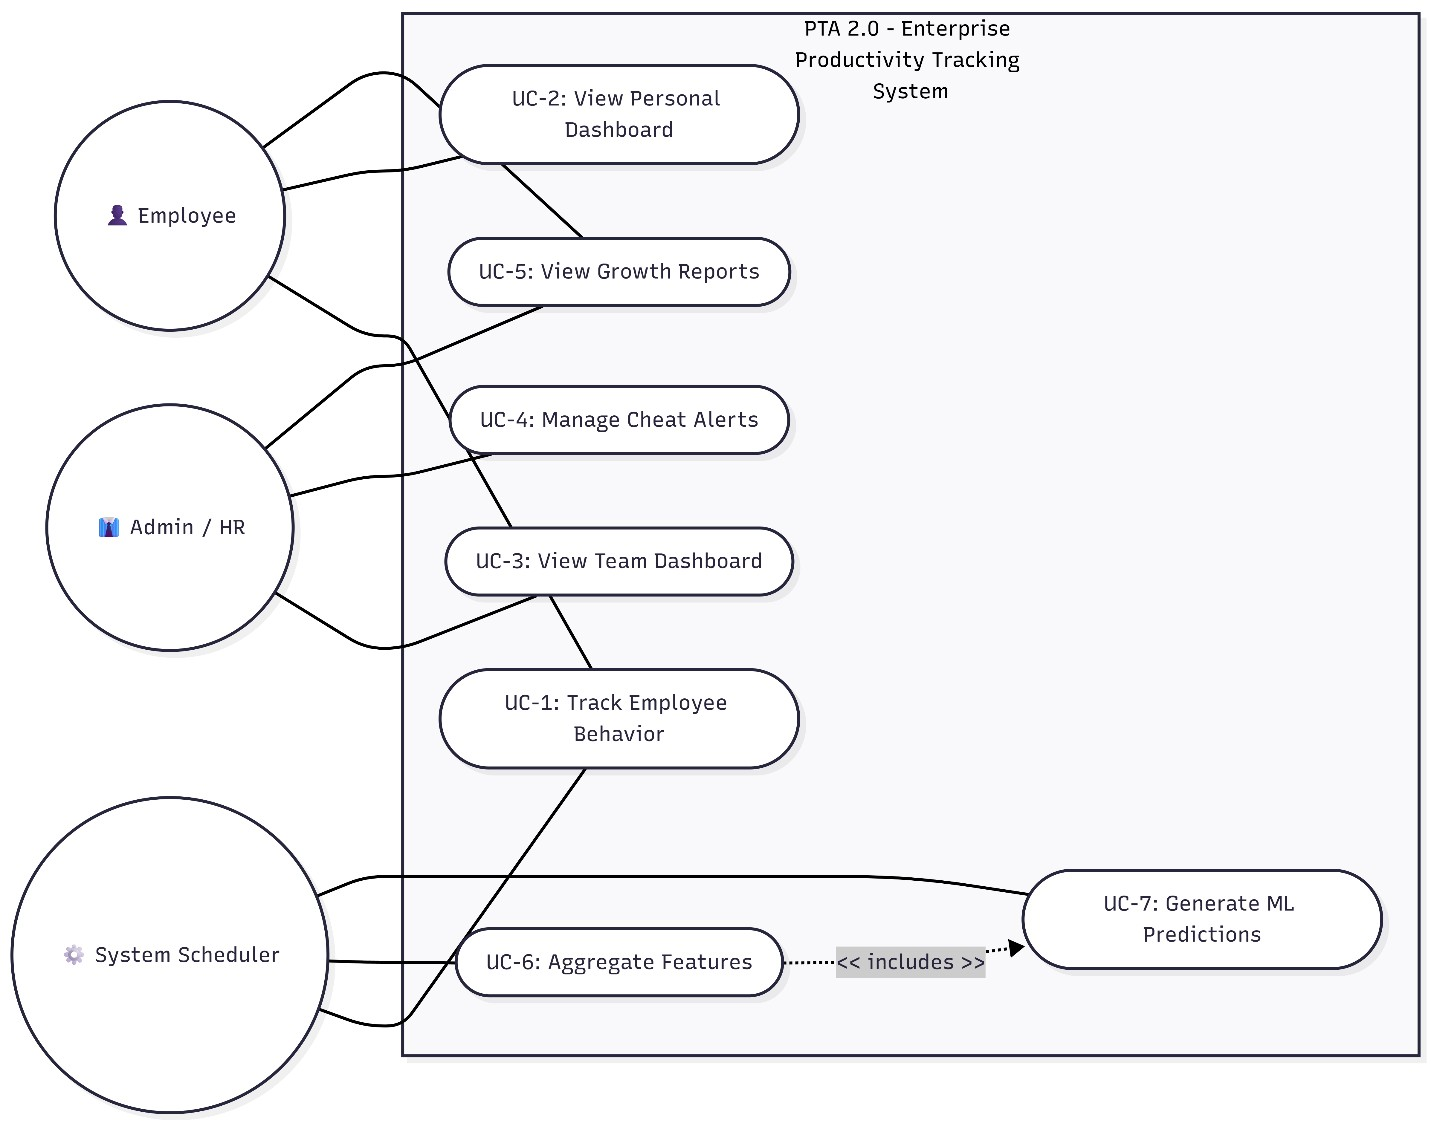 PTA 2.0 - Enterprise
Productivity Tracking
System
UC-2: View Personal
Dashboard
Employee
UC-5: View Growth Reports
UC-4: Manage Cheat Alerts
Admin / HR
UC-3: View Team Dashboard
UC-1: Track Employee
Behavior
System Scheduler
UC-6: Aggregate Features
<< includes >>
UC-7: Generate ML
Predictions